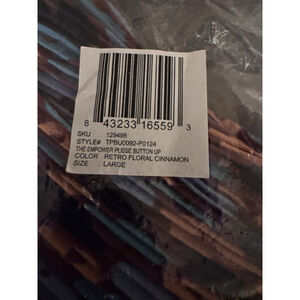 8 43233 16559 3
SKU 129498
STYLE# TPBU0092-P0124
THE EMPOWER PLISSE BUTTON UP
COLOR RETRO FLORAL CINNAMON
SIZE LARGE